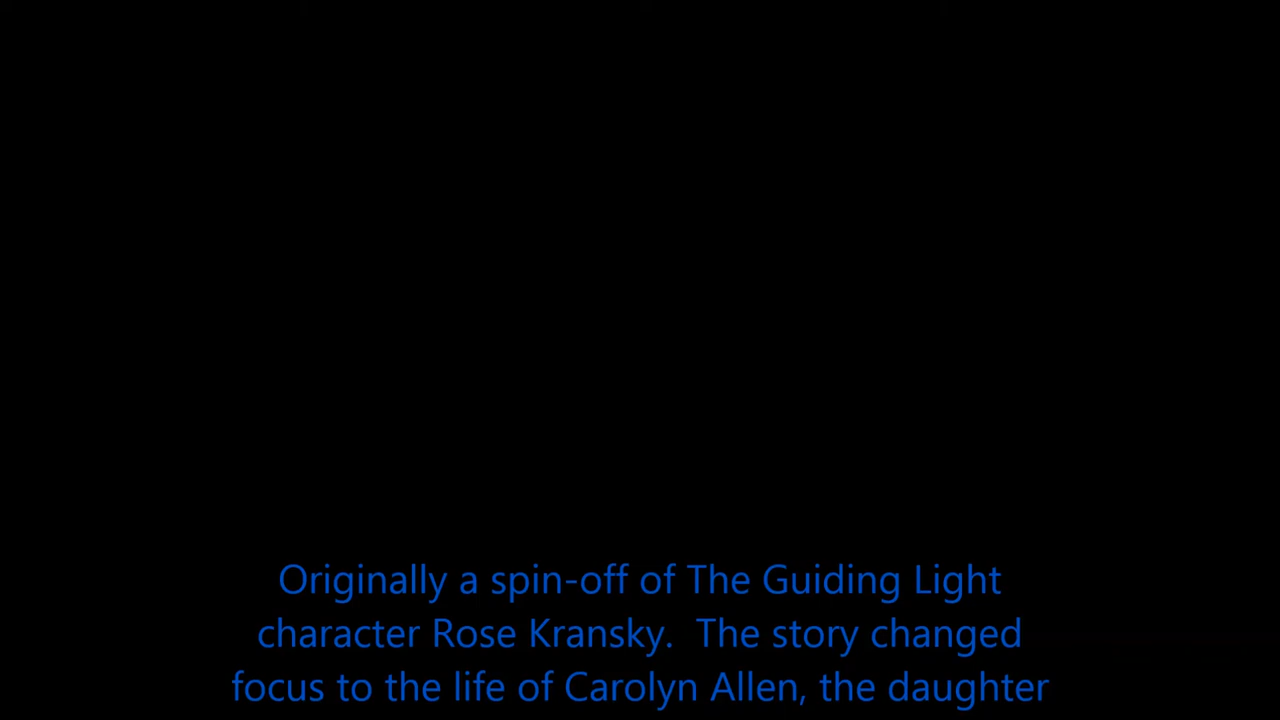 Originally a spin-off of The Guiding Light
character Rose Kransky.  The story changed
focus to the life of Carolyn Allen, the daughter